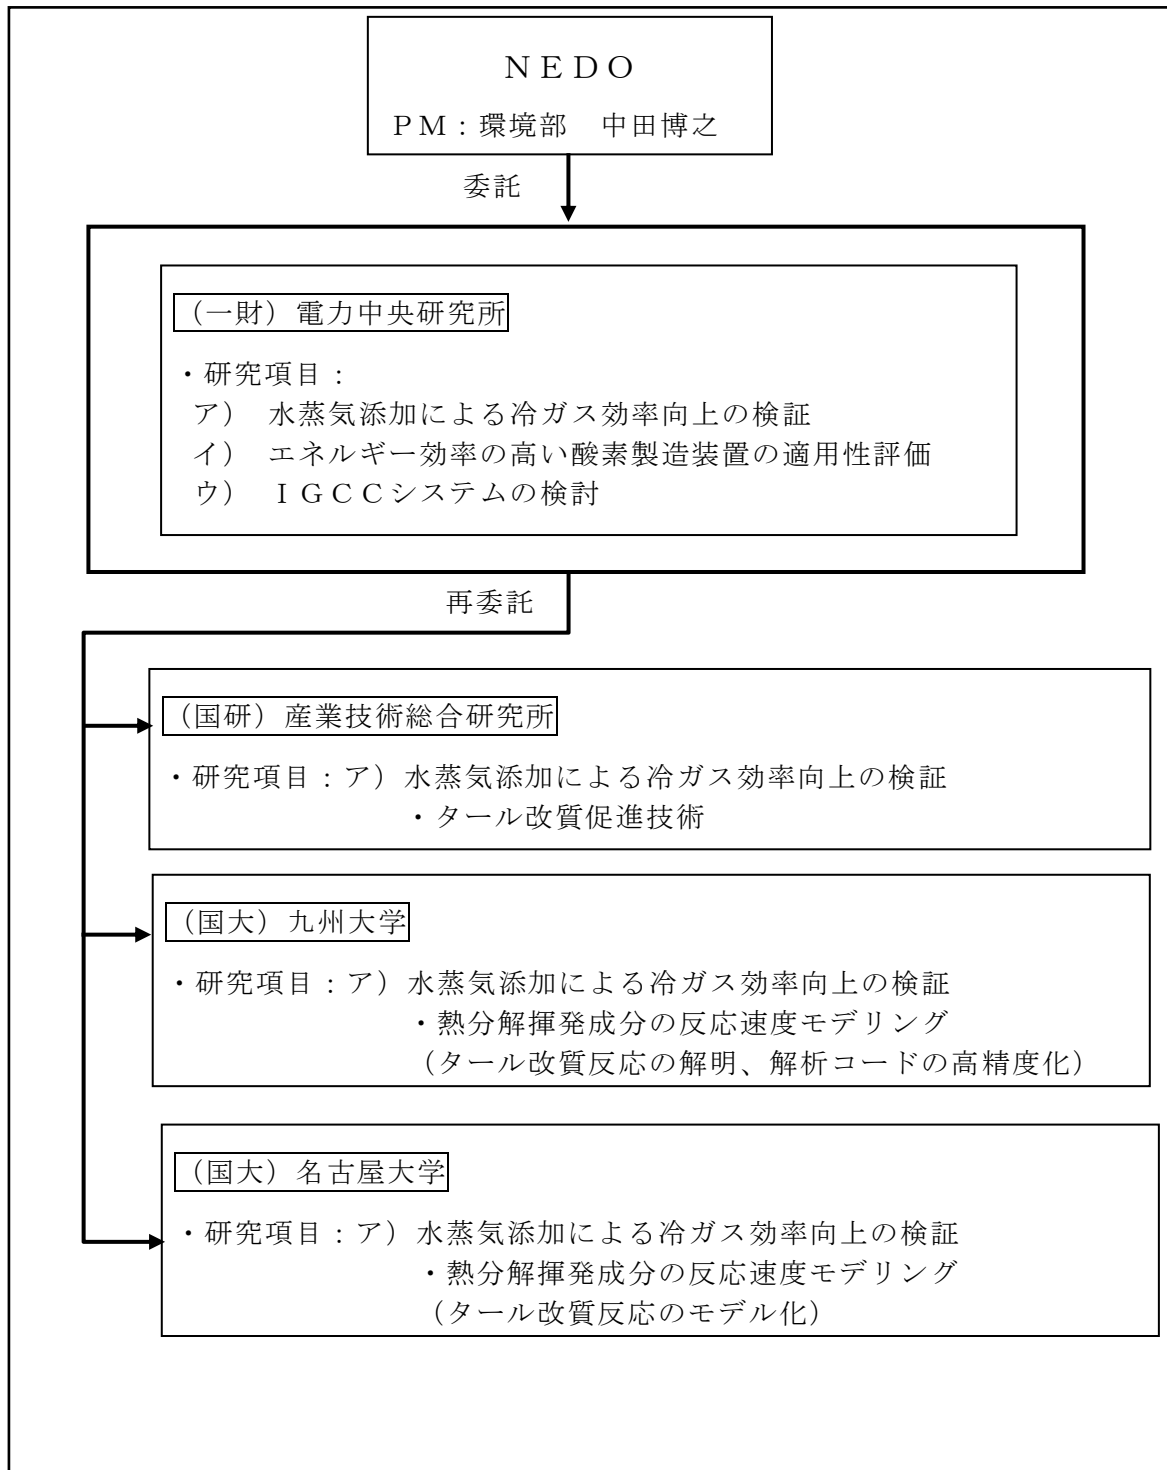 ＮＥＤＯ
ＰＭ：環境部　中田博之
委託
（一財）電力中央研究所
・研究項目：
ア）　水蒸気添加による冷ガス効率向上の検証
イ）　エネルギー効率の高い酸素製造装置の適用性評価
ウ）　ＩＧＣＣシステムの検討
再委託
（国研）産業技術総合研究所
・研究項目：ア）水蒸気添加による冷ガス効率向上の検証
・タール改質促進技術
（国大）九州大学
・研究項目：ア）水蒸気添加による冷ガス効率向上の検証
・熱分解揮発成分の反応速度モデリング
（タール改質反応の解明、解析コードの高精度化）
（国大）名古屋大学
・研究項目：ア）水蒸気添加による冷ガス効率向上の検証
・熱分解揮発成分の反応速度モデリング
（タール改質反応のモデル化）